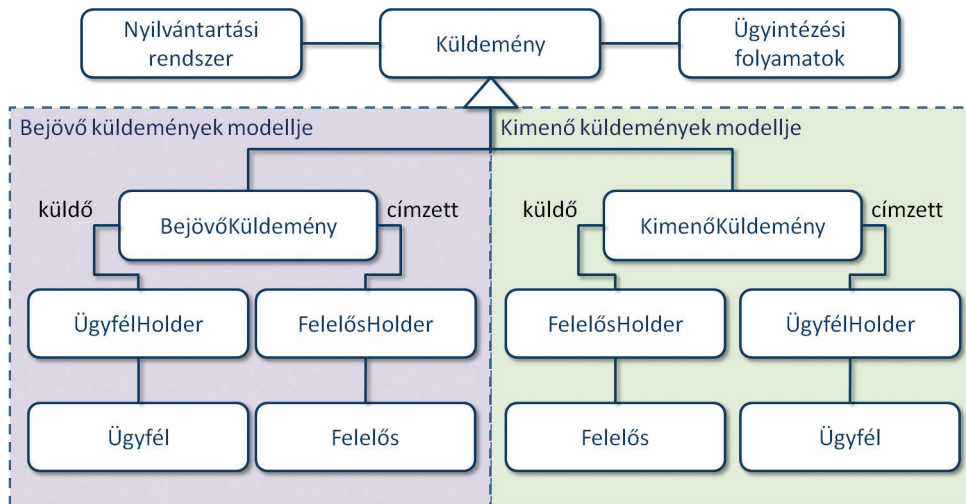 Nyilvántartási
rendszer
Küldemény
Ügyintézési
folyamatok
Bejövő küldemények modellje
Kimenő küldemények modellje
küldő
BejövőKüldemény
címzett
küldő
KimenőKüldemény
címzett
ÜgyfélHolder
FelelősHolder
FelelősHolder
ÜgyfélHolder
Ügyfél
Felelős
Felelős
Ügyfél